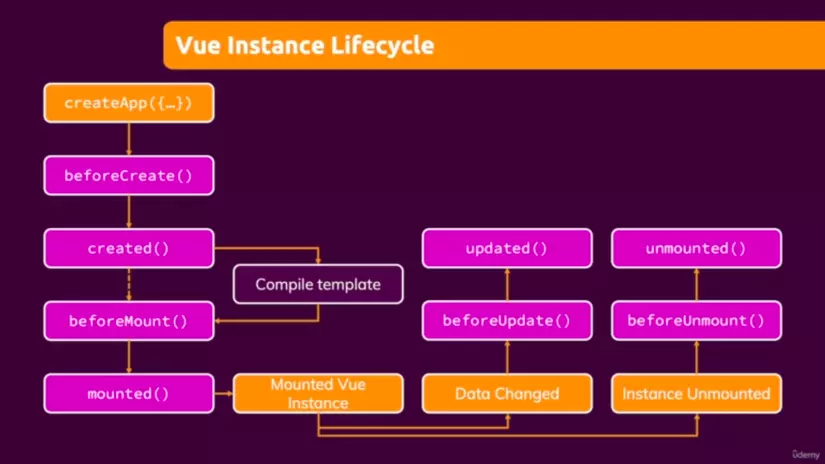 Vue Instance Lifecycle
createApp({…})
beforeCreate()
created()
updated()
unmounted()
Compile template
beforeMount()
beforeUpdate()
beforeUnmount()
mounted()
Mounted Vue
Instance
Data Changed
Instance Unmounted
ûdemy